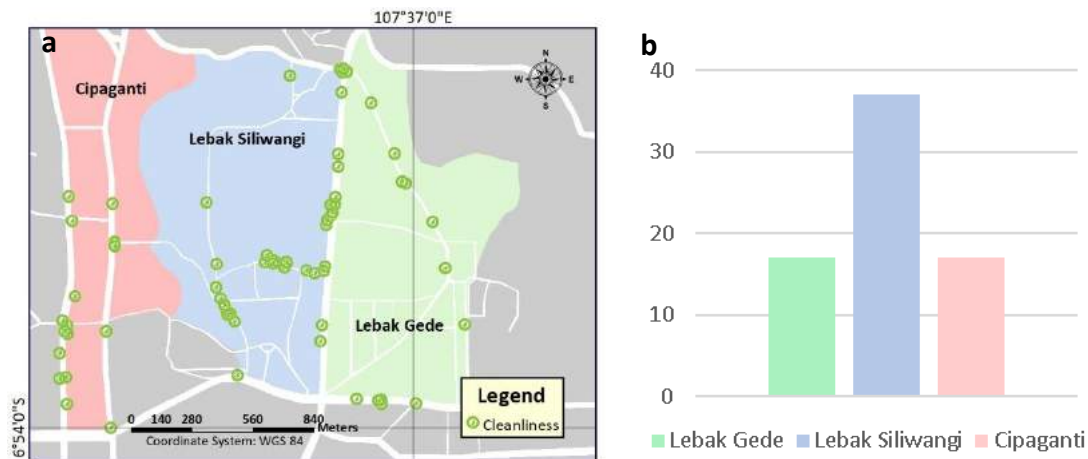 107°37'0"E
a
N
W E
S
Cipaganti
Lebak Siliwangi
Lebak Gede
Legend
Cleanliness
0 140 280 560 840
Meters
Coordinate System: WGS 84
6°54'0"S
b
40
30
20
10
0
Lebak Gede Lebak Siliwangi Cipaganti